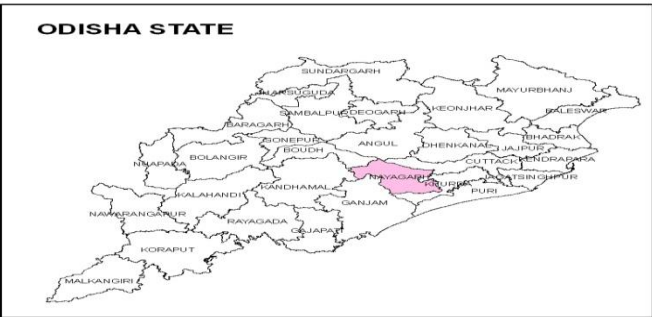 ODISHA STATE
SUNDARGARH
MAYURBHANJ
JHARSUGUDA
KEONJHAR
BALESWAR
SAMBALPUR
DEOGARH
BARAGARH
BHADRAK
SONEPUR
ANGUL
DHENKANAL
JAJPUR
BOUDH
BOLANGIR
CUTTACK
KENDRAPARA
NUAPADA
NAYAGARH
JAGATSINGHPUR
KHURDA
KANDHAMAL
PURI
KALAHANDI
GANJAM
NAWARANGAPUR
RAYAGADA
GAJAPATI
KORAPUT
MALKANGIRI